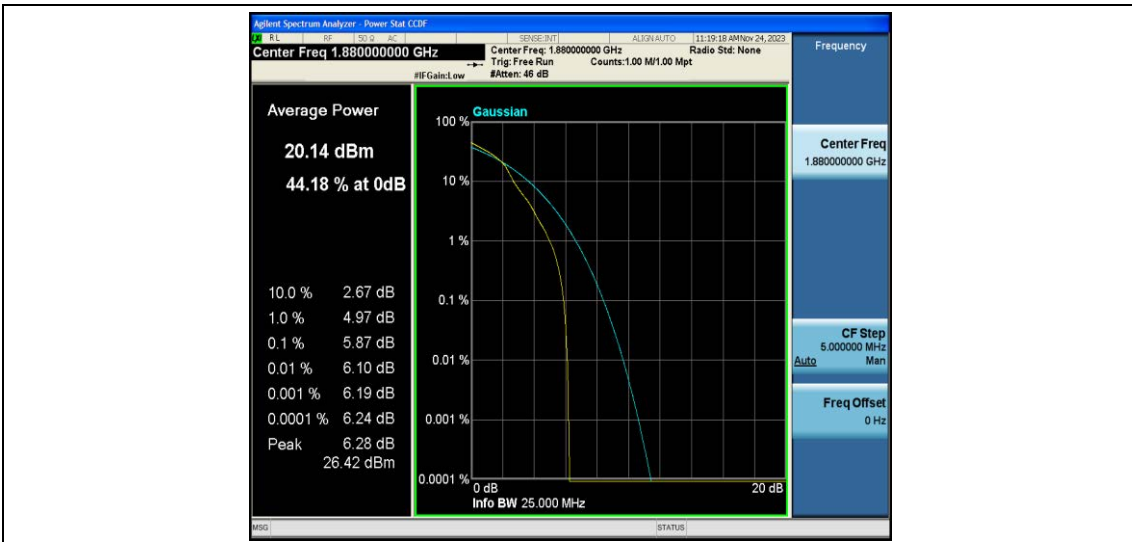 Agilent Spectrum Analyzer - Power Stat CCDF
RL RF 50 Ω AC SENSE:INT ALIGN AUTO 11:19:18 AM Nov 24, 2023
Center Freq 1.880000000 GHz
Center Freq: 1.880000000 GHz Radio Std: None
Trig: Free Run Counts:1.00 M/1.00 Mpt
#IFGain:Low #Atten: 46 dB
Frequency
Average Power
20.14 dBm
44.18 % at 0dB
10.0 % 2.67 dB
1.0 % 4.97 dB
0.1 % 5.87 dB
0.01 % 6.10 dB
0.001 % 6.19 dB
0.0001 % 6.24 dB
Peak 6.28 dB
26.42 dBm
Gaussian
100 %
10 %
1 %
0.1 %
0.01 %
0.001 %
0.0001 %
0 dB 20 dB
Info BW 25.000 MHz
Center Freq
1.880000000 GHz
CF Step
5.000000 MHz
Auto Man
Freq Offset
0 Hz
MSG STATUS